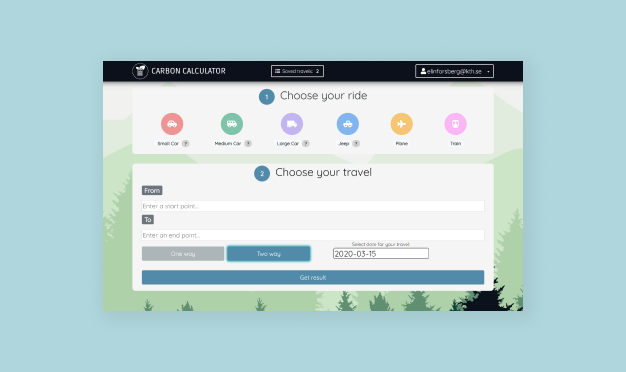 CARBON CALCULATOR
Saved travels: 2
elinforsberg@kth.se
1 Choose your ride
Small Car ?
Medium Car ?
Large Car ?
Jeep ?
Plane
Train
2 Choose your travel
From
Enter a start point...
To
Enter an end point...
Select date for your travel:
One way
Two way
2020-03-15
Get result